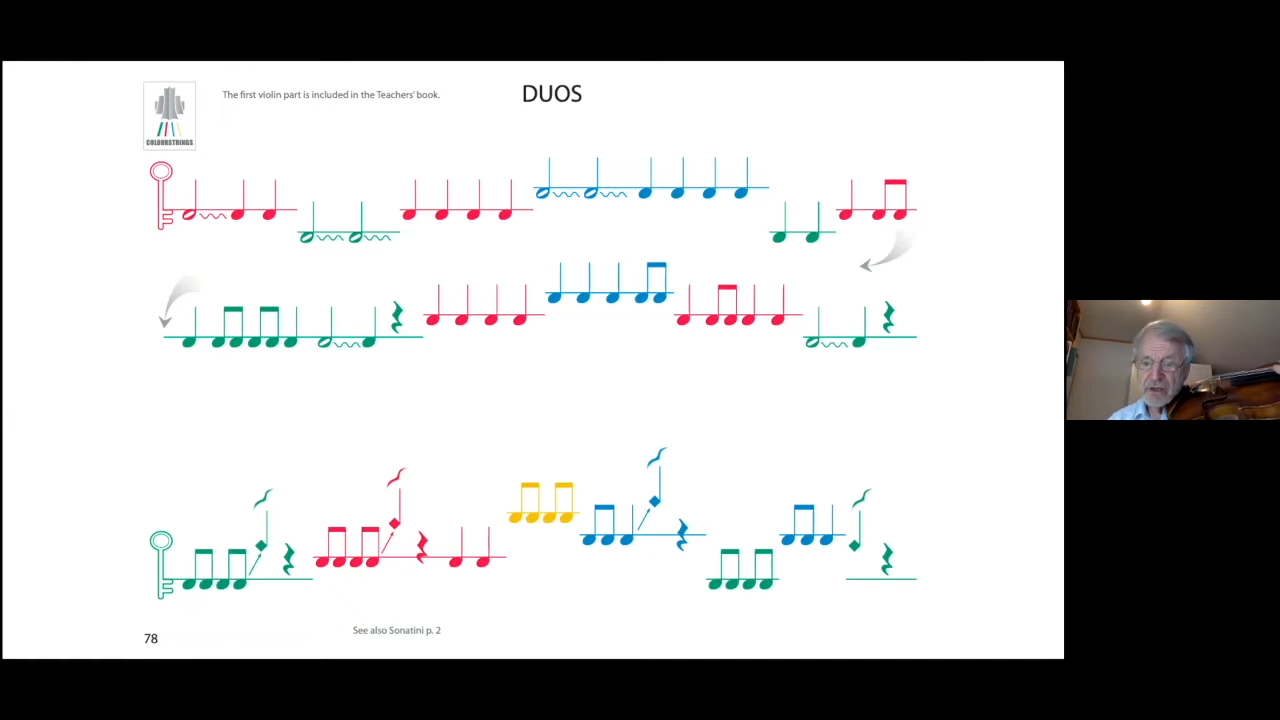 The first violin part is included in the Teachers' book.
DUOS
COLOURSTRINGS
See also Sonatini p. 2
78